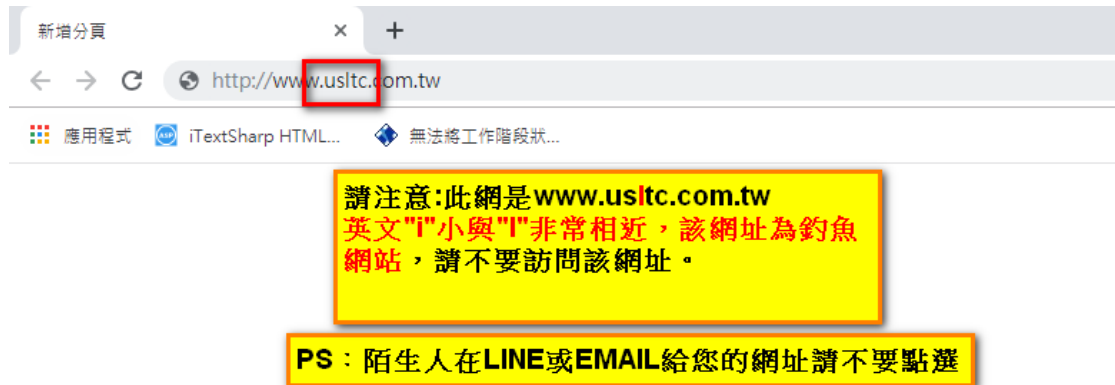 新增分頁
http://www.usltc.com.tw
應用程式 iTextSharp HTML... 無法將工作階段狀...
請注意:此網是www.usltc.com.tw
英文"i"小與"l"非常相近，該網址為釣魚
網站，請不要訪問該網址。
PS：陌生人在LINE或EMAIL給您的網址請不要點選